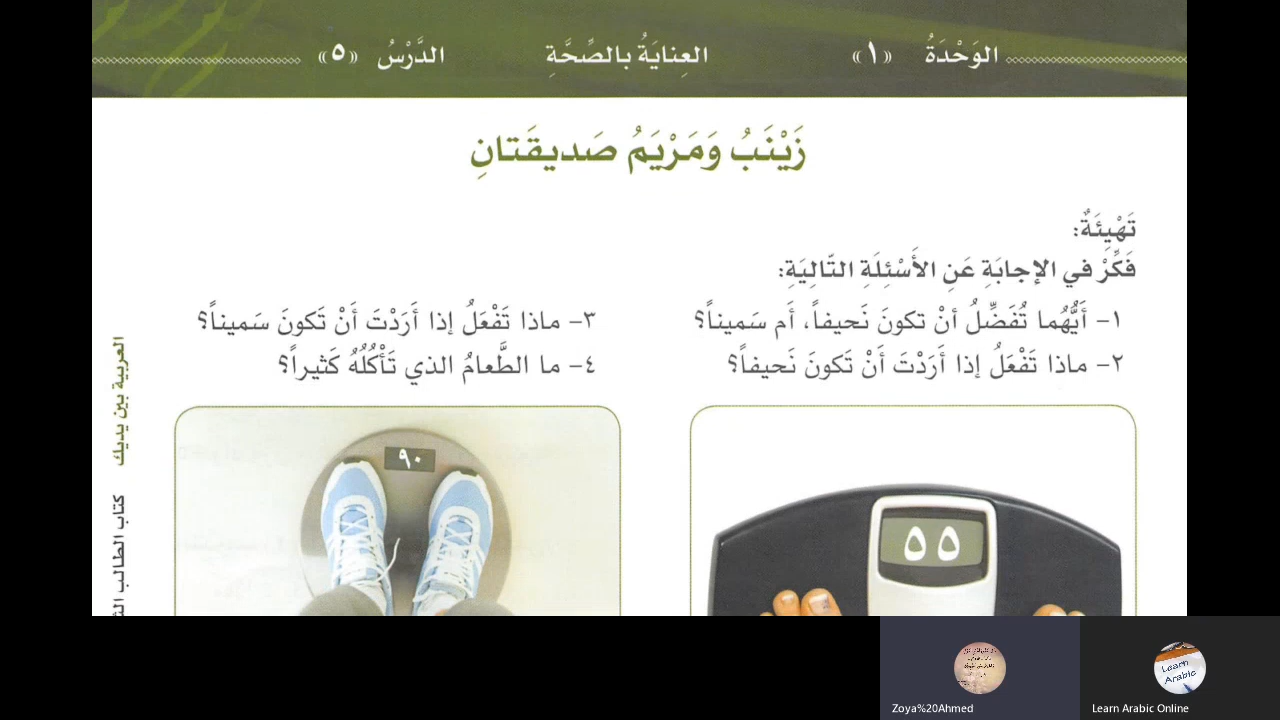 الوَحْدَةُ «١» العِنايَةُ بالصِّحَّةِ الدَّرْسُ «٥»
زَيْنَبُ وَمَرْيَمُ صَديقَتانِ
تَهْيِئَةٌ:
فَكِّرْ في الإجابَةِ عَنِ الأَسْئِلَةِ التّالِيَةِ:
١- أَيُّهُما تُفَضِّلُ أنْ تكونَ نَحيفاً، أَم سَميناً؟
٢- ماذا تَفْعَلُ إذا أَرَدْتَ أَنْ تَكونَ نَحيفاً؟
٣- ماذا تَفْعَلُ إذا أَرَدْتَ أَنْ تَكونَ سَميناً؟
٤- ما الطَّعامُ الذي تَأْكُلُهُ كَثيراً؟
٩٠
٥٥
العربية بين يديك كتاب الطالب
Zoya%20Ahmed
Learn Arabic
Learn Arabic Online